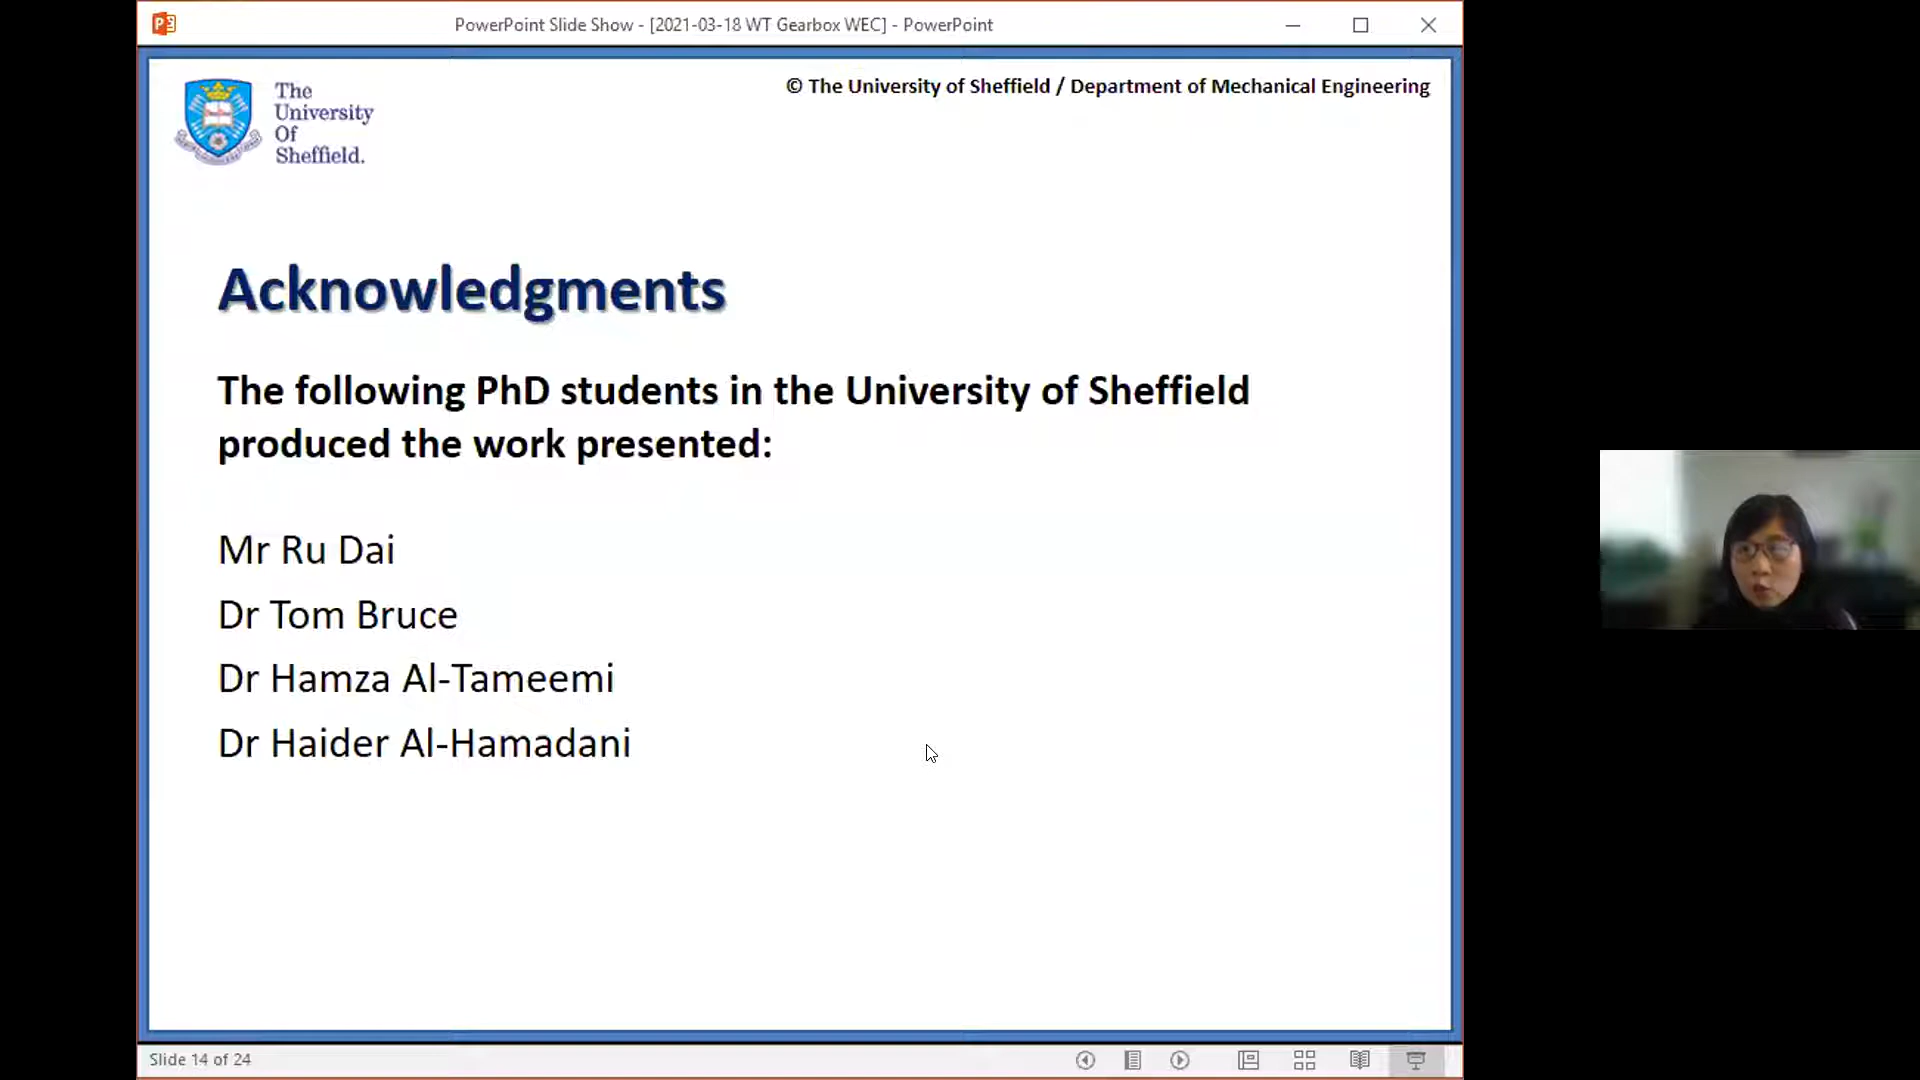 PowerPoint Slide Show - [2021-03-18 WT Gearbox WEC] - PowerPoint
The
University
Of
Sheffield.
© The University of Sheffield / Department of Mechanical Engineering
Acknowledgments
The following PhD students in the University of Sheffield
produced the work presented:
Mr Ru Dai
Dr Tom Bruce
Dr Hamza Al-Tameemi
Dr Haider Al-Hamadani
Slide 14 of 24